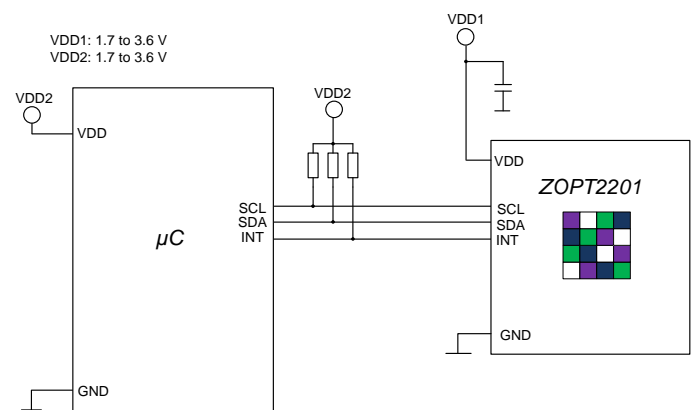 VDD1
VDD1: 1.7 to 3.6 V
VDD2: 1.7 to 3.6 V
VDD2
VDD2
VDD
VDD
ZOPT2201
SCL
SDA
INT
SCL
SDA
INT
µC
GND
GND